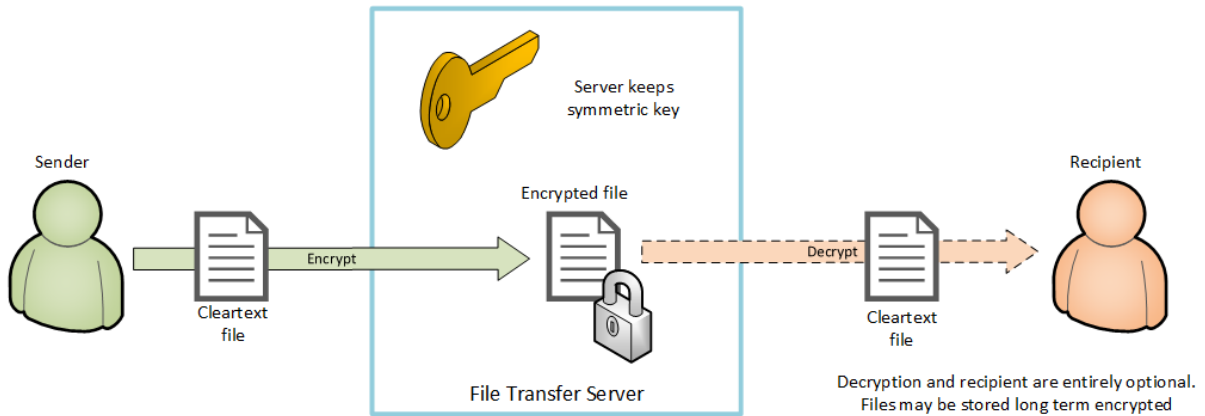 Server keeps
symmetric key
Sender
Recipient
Encrypted file
Encrypt
Decrypt
Cleartext
file
Cleartext
file
File Transfer Server
Decryption and recipient are entirely optional.
Files may be stored long term encrypted